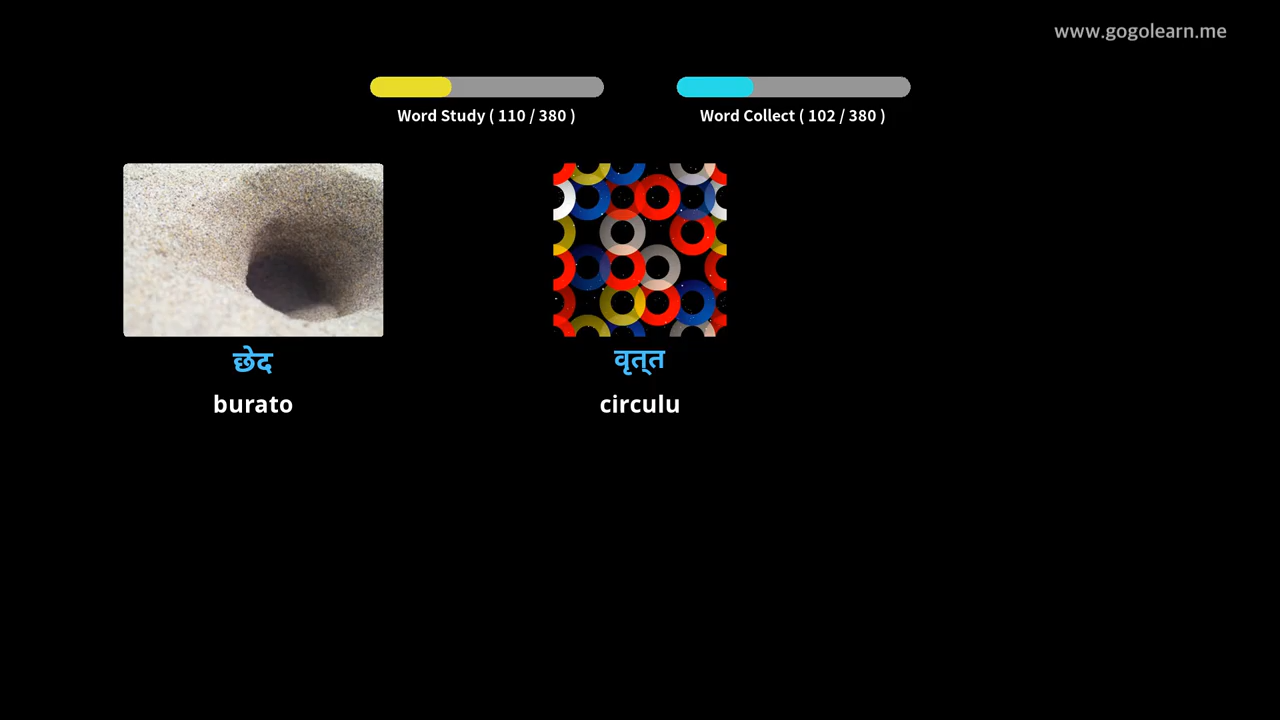 www.gogolearn.me
Word Study ( 110 / 380 )
Word Collect ( 102 / 380 )
छेद
वृत्त
burato
circulu